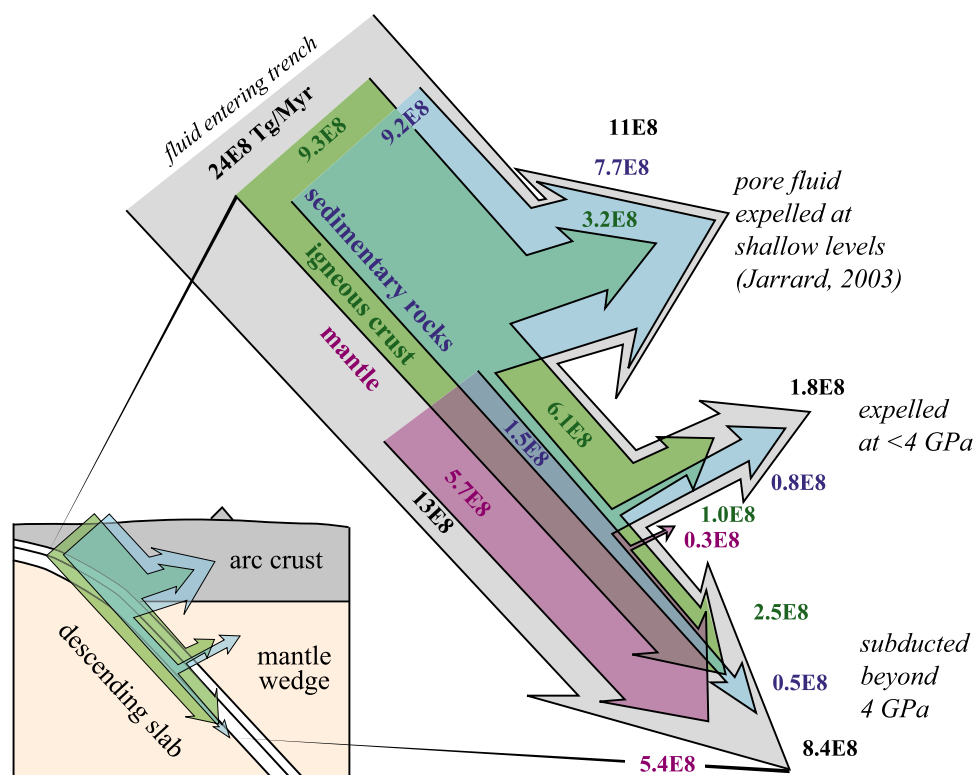 fluid entering trench
24E8 Tg/Myr
9.3E8
9.2E8
sedimentary rocks
igneous crust
mantle
11E8
7.7E8
3.2E8
pore fluid
expelled at
shallow levels
(Jarrard, 2003)
1.8E8
expelled
at <4 GPa
6.1E8
1.5E8
5.7E8
13E8
0.8E8
1.0E8
0.3E8
2.5E8
0.5E8
subducted
beyond
4 GPa
8.4E8
5.4E8
arc crust
mantle
wedge
descending slab